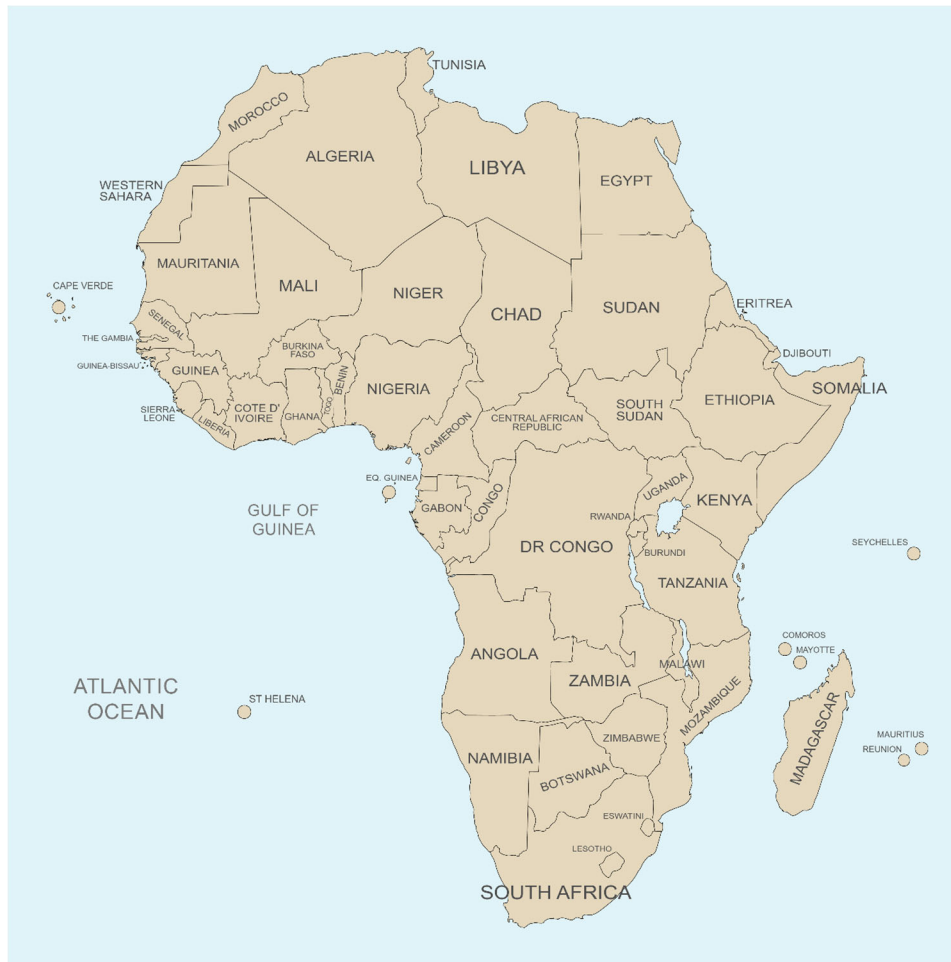 TUNISIA
MOROCCO
ALGERIA
LIBYA
EGYPT
WESTERN
SAHARA
MAURITANIA
MALI
NIGER
CHAD
SUDAN
ERITREA
CAPE VERDE
SENEGAL
THE GAMBIA
GUINEA-BISSAU
GUINEA
BURKINA
FASO
BENIN
NIGERIA
DJIBOUTI
SOMALIA
ETHIOPIA
SIERRA
LEONE
LIBERIA
COTE D'
IVOIRE
GHANA
TOGO
CAMEROON
CENTRAL AFRICAN
REPUBLIC
SOUTH
SUDAN
EQ. GUINEA
GABON
CONGO
UGANDA
KENYA
GULF OF
GUINEA
RWANDA
DR CONGO
BURUNDI
TANZANIA
SEYCHELLES
COMOROS
MAYOTTE
ANGOLA
ZAMBIA
MALAWI
MOZAMBIQUE
ATLANTIC
OCEAN
ST HELENA
MADAGASCAR
MAURITIUS
REUNION
NAMIBIA
ZIMBABWE
BOTSWANA
ESWATINI
LESOTHO
SOUTH AFRICA